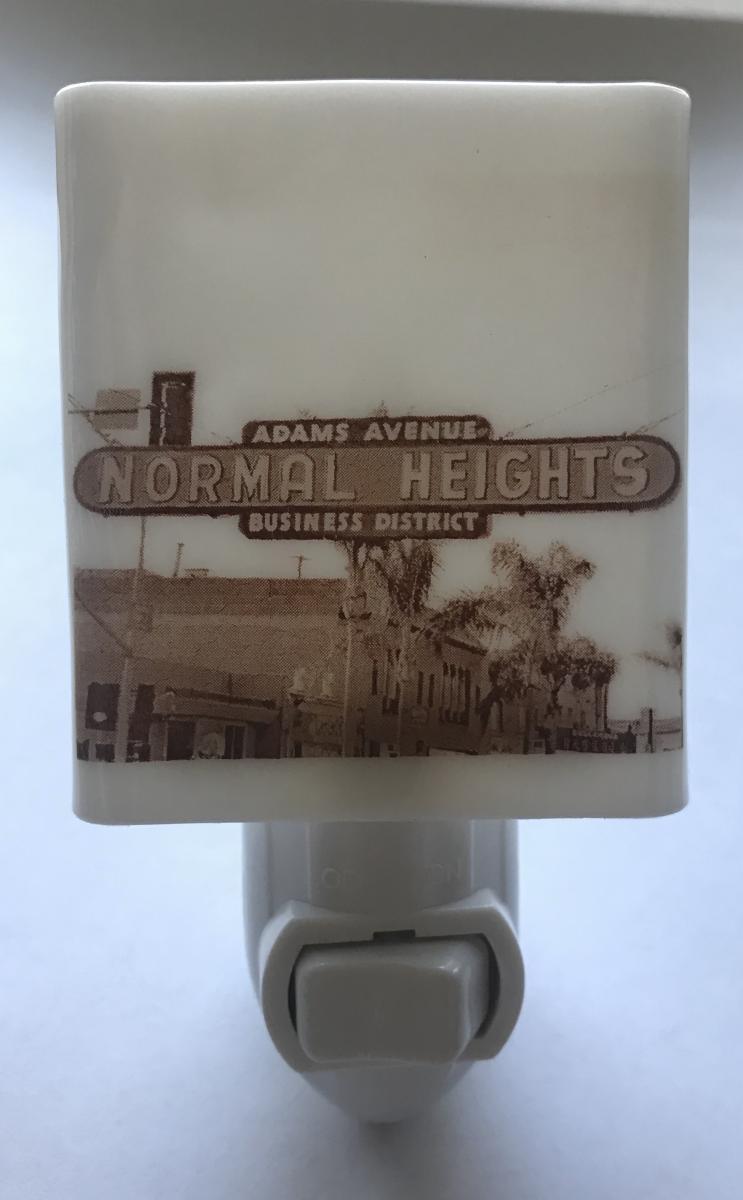 ADAMS AVENUE
NORMAL HEIGHTS
BUSINESS DISTRICT